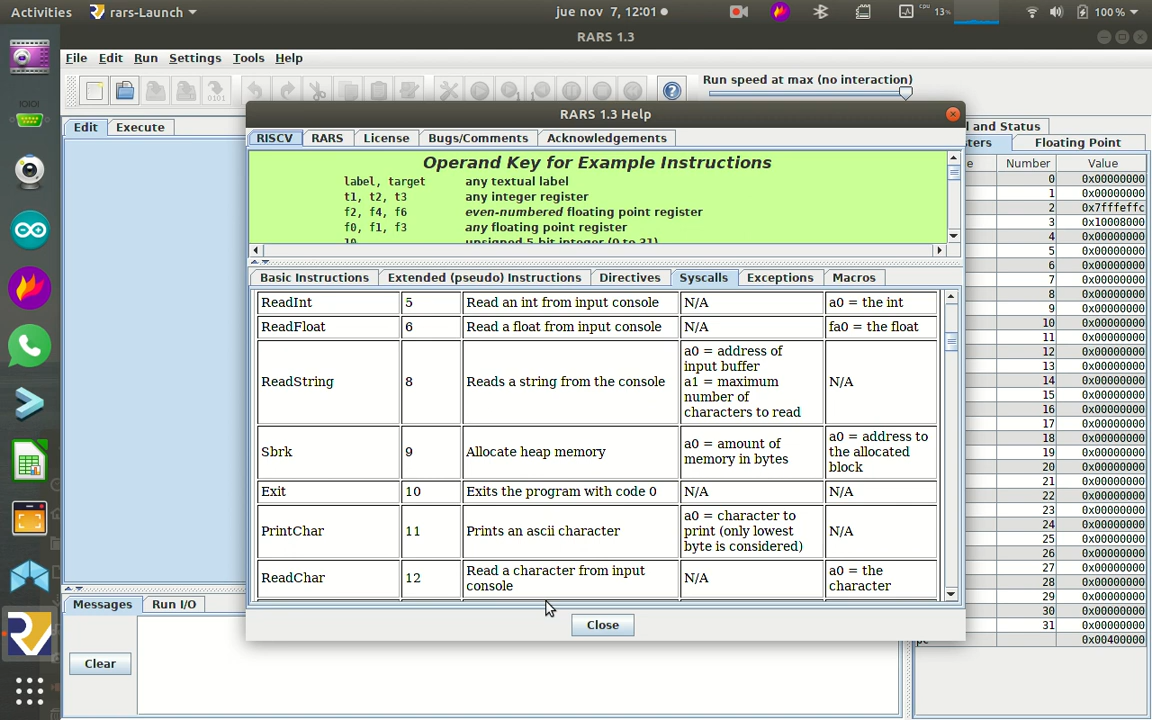 Activities
rars-Launch
jue nov 7, 12:01
cpu
13%
100%
RARS 1.3
File Edit Run Settings Tools Help
Run speed at max (no interaction)
Edit Execute
RARS 1.3 Help
RISCV RARS License Bugs/Comments Acknowledgements
Operand Key for Example Instructions
label, target any textual label
t1, t2, t3 any integer register
f2, f4, f6 even-numbered floating point register
f0, f1, f3 any floating point register
10 unsigned 5-bit integer (0 to 31)
Basic Instructions Extended (pseudo) Instructions Directives Syscalls Exceptions Macros
ReadInt 5 Read an int from input console N/A a0 = the int
ReadFloat 6 Read a float from input console N/A fa0 = the float
ReadString 8 Reads a string from the console
a0 = address of
input buffer
a1 = maximum
number of
characters to read
N/A
Sbrk 9 Allocate heap memory
a0 = amount of
memory in bytes
a0 = address to
the allocated
block
Exit 10 Exits the program with code 0 N/A N/A
PrintChar 11 Prints an ascii character
a0 = character to
print (only lowest
byte is considered)
N/A
ReadChar 12
Read a character from input
console
N/A
a0 = the
character
Close
and Status
Floating Point
Number Value
0 0x00000000
1 0x00000000
2 0x7fffeffc
3 0x10008000
4 0x00000000
5 0x00000000
6 0x00000000
7 0x00000000
8 0x00000000
9 0x00000000
10 0x00000000
11 0x00000000
12 0x00000000
13 0x00000000
14 0x00000000
15 0x00000000
16 0x00000000
17 0x00000000
18 0x00000000
19 0x00000000
20 0x00000000
21 0x00000000
22 0x00000000
23 0x00000000
24 0x00000000
25 0x00000000
26 0x00000000
27 0x00000000
28 0x00000000
29 0x00000000
30 0x00000000
31 0x00000000
pc 0x00400000
Messages Run I/O
Clear